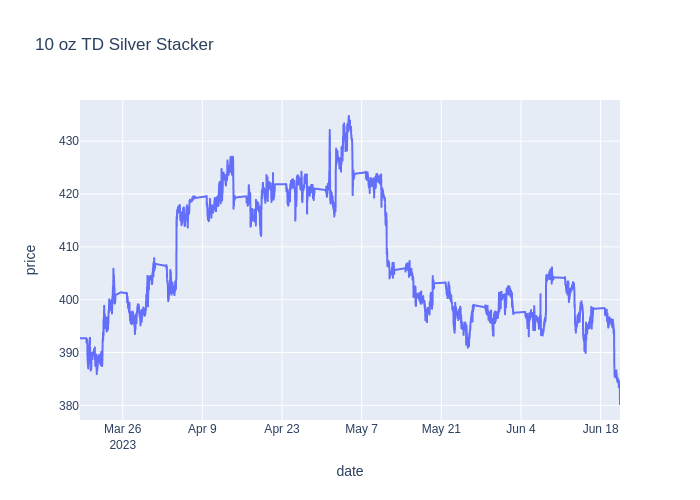 10 oz TD Silver Stacker
430
420
410
400
390
380
price
Mar 26
2023
Apr 9
Apr 23
May 7
May 21
Jun 4
Jun 18
date